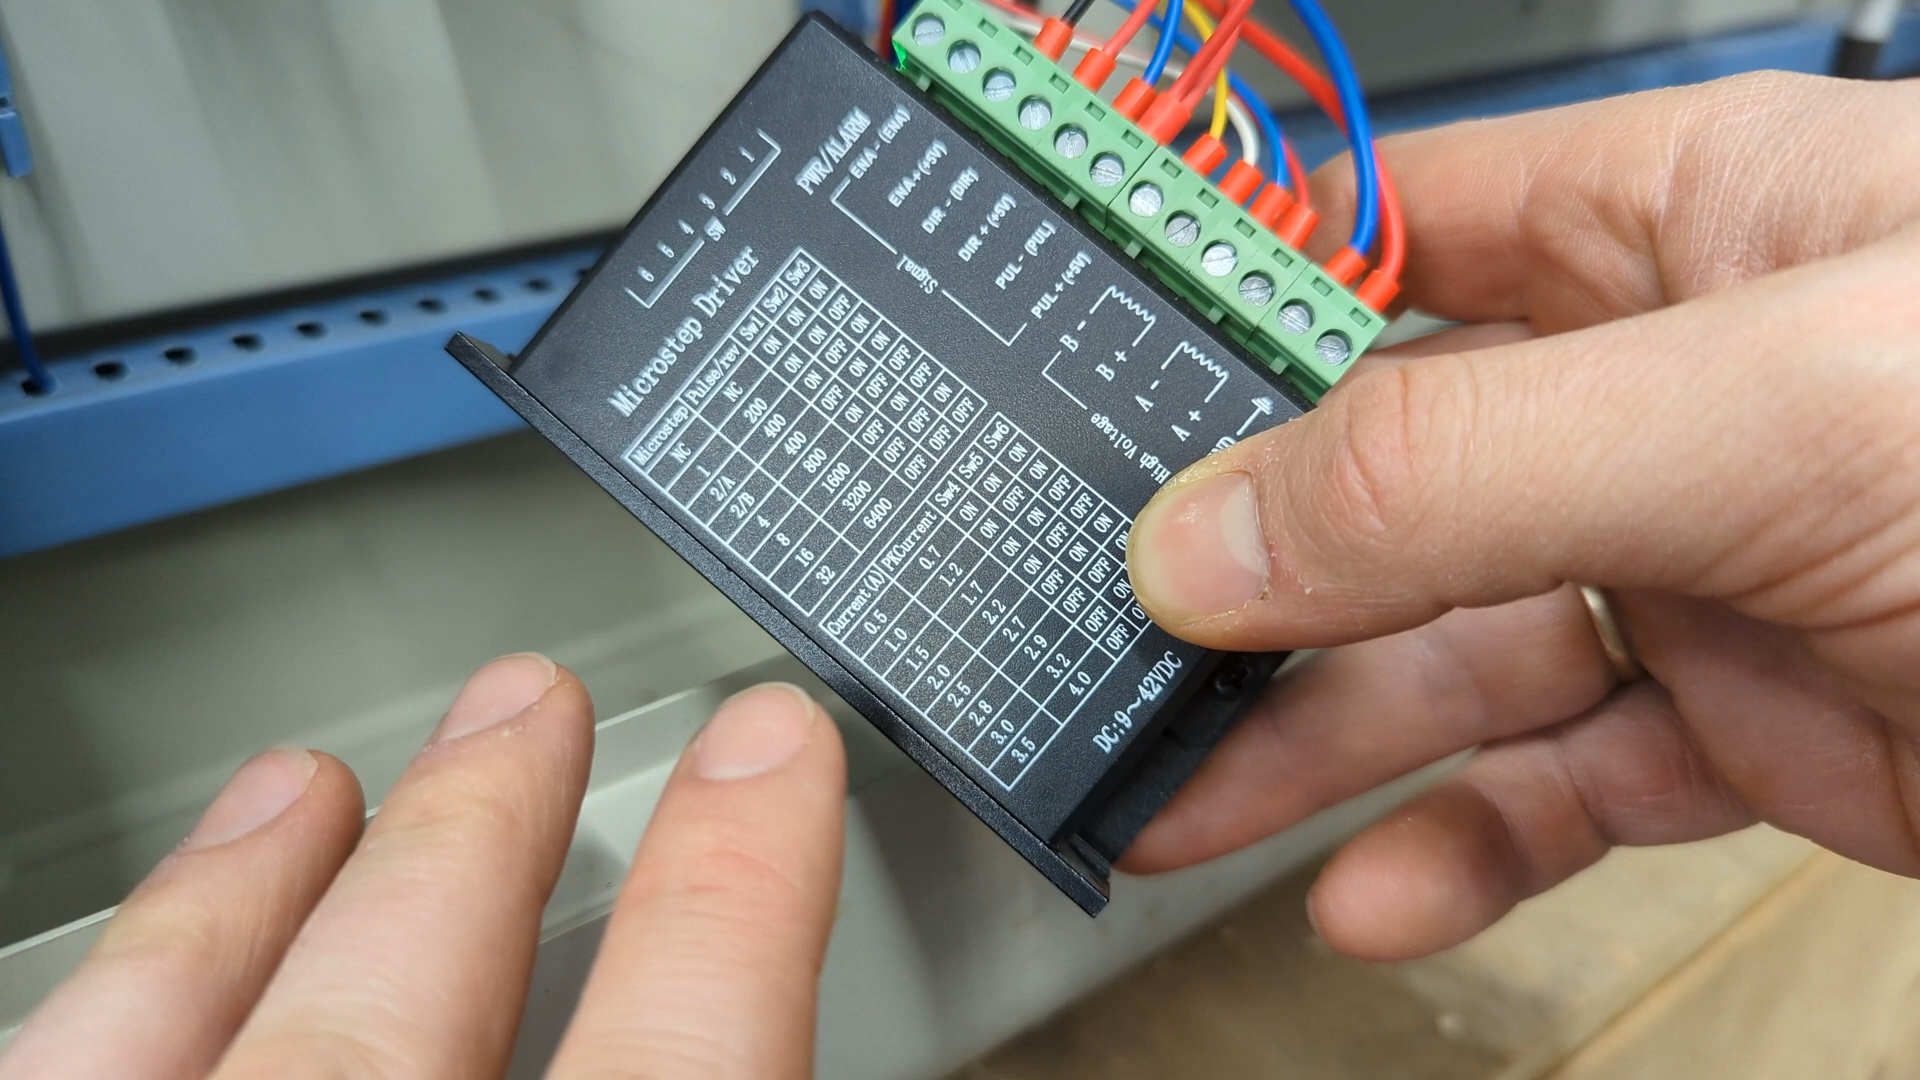 PWR/ALARM
ENA - (ENA)
ENA + (+5V)
DIR - (DIR)
DIR + (+5V)
PUL - (PUL)
PUL + (+5V)
Signal
B -
B +
A -
A +
High Voltage
6 5 4 3 2 1
SW
Microstep Driver
Microstep Pulse/rev Sw1 Sw2 Sw3
NC NC ON ON ON
1 200 ON ON OFF
2/A 400 ON OFF ON
2/B 400 OFF ON ON
4 800 ON OFF OFF
8 1600 OFF ON OFF
16 3200 OFF OFF ON
32 6400 OFF OFF OFF
Current(A) PKCurrent Sw4 Sw5 Sw6
0.5 0.7 ON ON ON
1.0 1.2 ON OFF ON
1.5 1.7 ON ON OFF
2.0 2.2 ON OFF OFF
2.5 2.7 OFF ON ON
2.8 2.9 OFF OFF ON
3.0 3.2 OFF ON
3.5 4.0 OFF
DC:9~42VDC